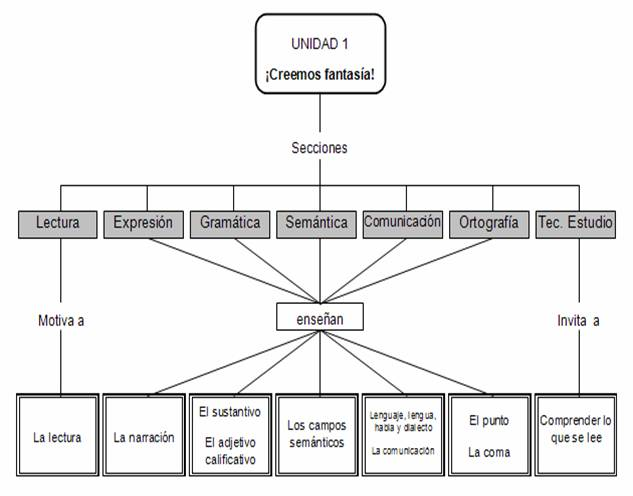 UNIDAD 1
¡Creemos fantasía!
Secciones
Lectura
Expresión
Gramática
Semántica
Comunicación
Ortografía
Tec. Estudio
Motiva a
enseñan
Invita a
La lectura
La narración
El sustantivo
El adjetivo
calificativo
Los campos
semánticos
Lenguaje, lengua,
habla y dialecto
La comunicación
El punto
La coma
Comprender lo
que se lee